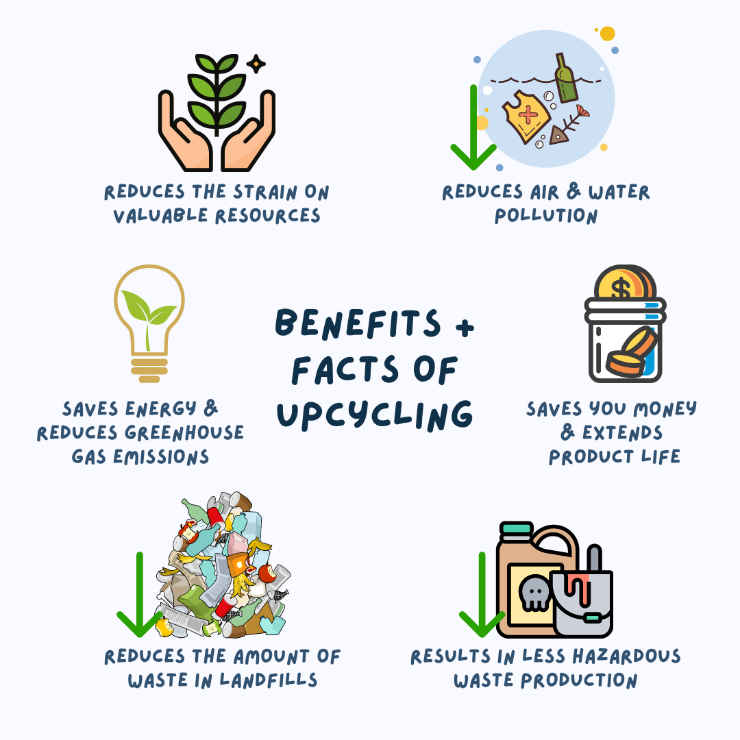 REDUCES THE STRAIN ON
VALUABLE RESOURCES
REDUCES AIR & WATER
POLLUTION
BENEFITS +
FACTS OF
UPCYCLING
SAVES ENERGY &
REDUCES GREENHOUSE
GAS EMISSIONS
$
SAVES YOU MONEY
& EXTENDS
PRODUCT LIFE
REDUCES THE AMOUNT OF
WASTE IN LANDFILLS
RESULTS IN LESS HAZARDOUS
WASTE PRODUCTION